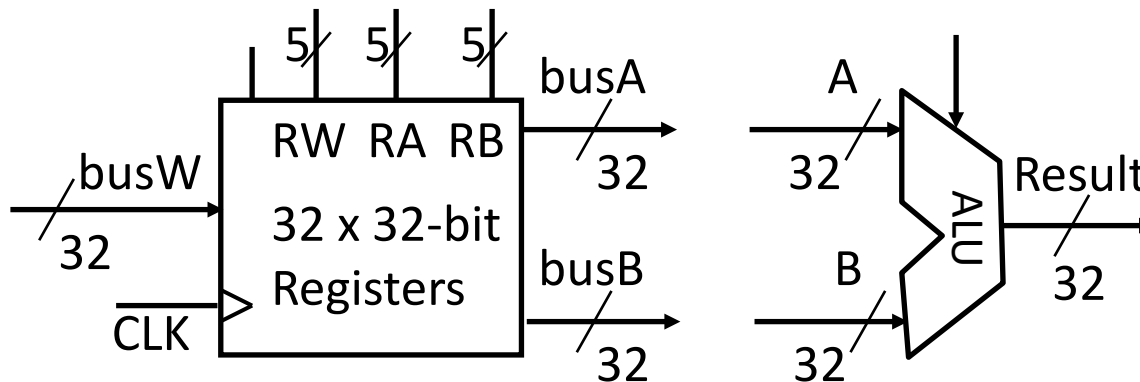 5 5 5
RW RA RB
busW
32
32 x 32-bit
Registers
CLK
busA
32
busB
32
A
32
B
32
ALU
Result
32